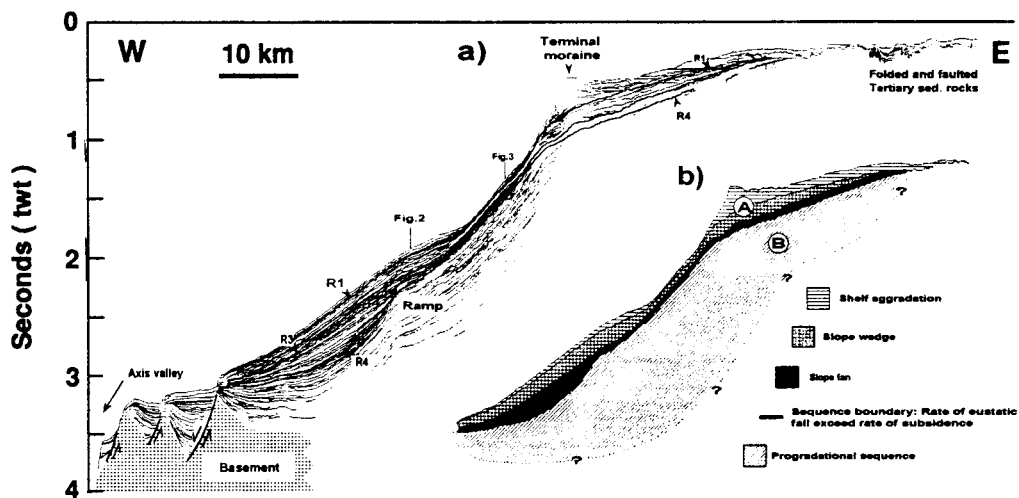 0
W
10 km
a)
Terminal
moraine
R1
E
Folded and faulted
Tertiary sed. rocks
R4
1
Fig.3
b)
Seconds ( twt )
Fig.2
A
?
2
B
R1
?
Ramp
Shelf aggradation
R3
R4
Slope wedge
3
Axis valley
Slope fan
?
Sequence boundary: Rate of eustatic
fall exceed rate of subsidence
Basement
?
Progradational sequence
4